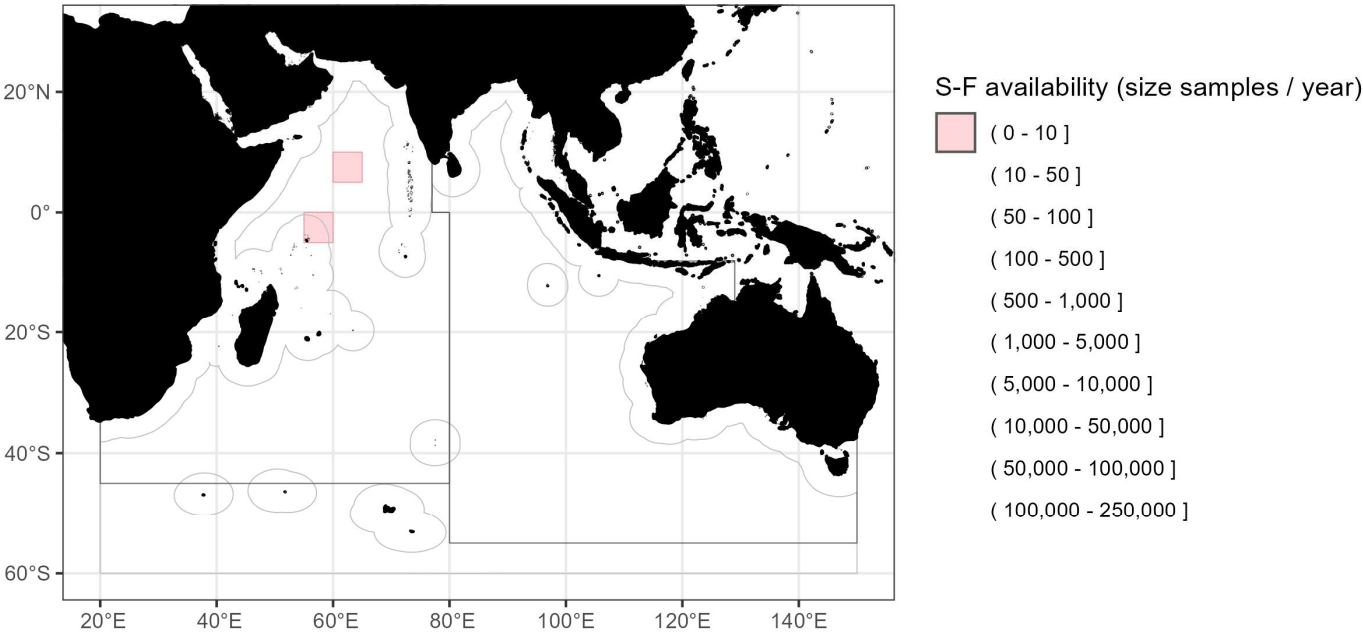 20°N
0°
20°S
40°S
60°S
20°E 40°E 60°E 80°E 100°E 120°E 140°E
S-F availability (size samples / year)
( 0 - 10 ]
( 10 - 50 ]
( 50 - 100 ]
( 100 - 500 ]
( 500 - 1,000 ]
( 1,000 - 5,000 ]
( 5,000 - 10,000 ]
( 10,000 - 50,000 ]
( 50,000 - 100,000 ]
( 100,000 - 250,000 ]